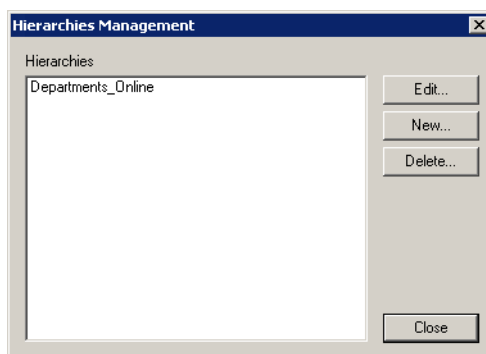 Hierarchies Management
Hierarchies
Departments_Online
Edit...
New...
Delete...
Close